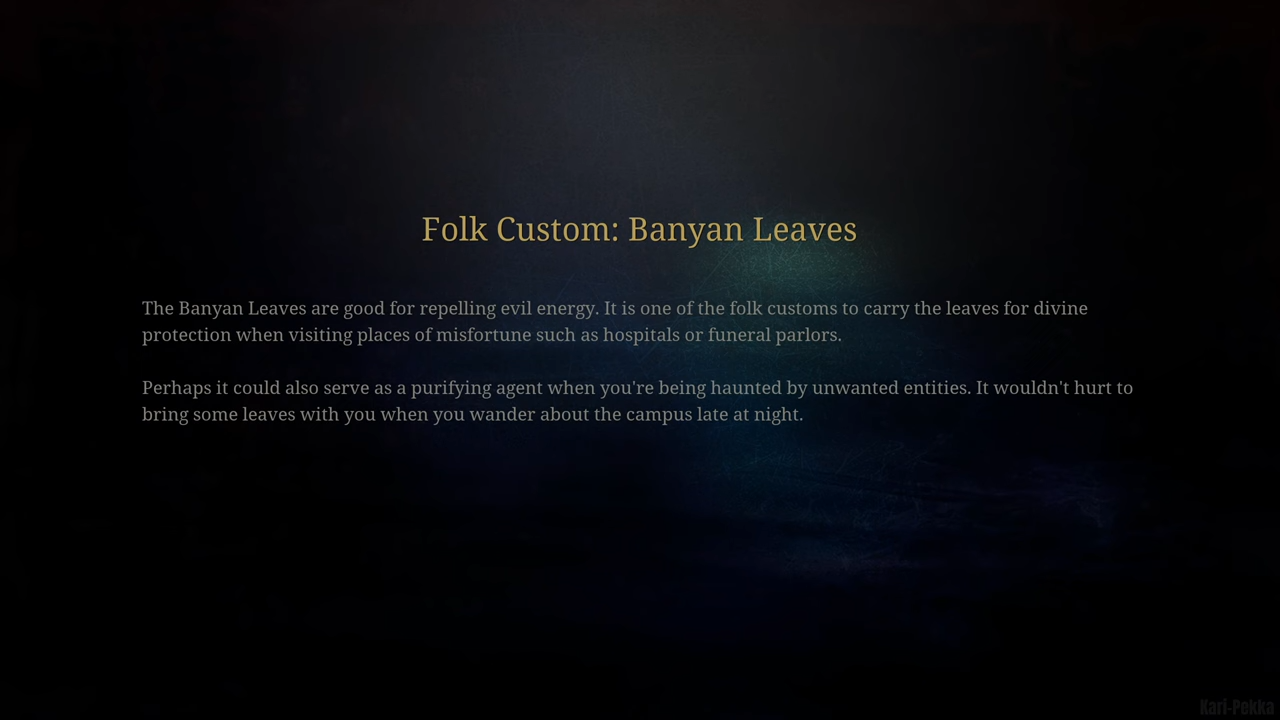 Folk Custom: Banyan Leaves
The Banyan Leaves are good for repelling evil energy. It is one of the folk customs to carry the leaves for divine
protection when visiting places of misfortune such as hospitals or funeral parlors.
Perhaps it could also serve as a purifying agent when you're being haunted by unwanted entities. It wouldn't hurt to
bring some leaves with you when you wander about the campus late at night.
Kari-Pekka